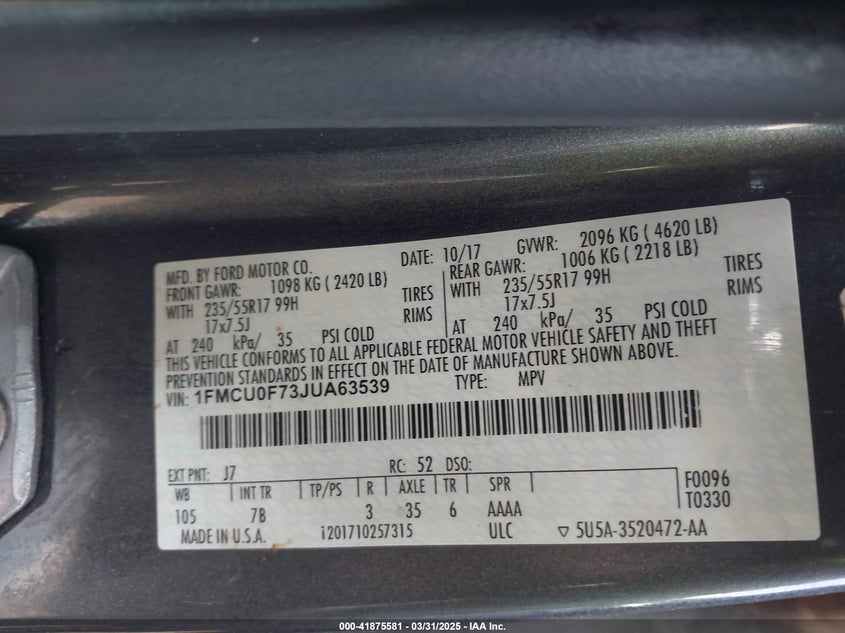 MFD. BY FORD MOTOR CO. DATE: 10/17 GVWR: 2096 KG ( 4620 LB)
FRONT GAWR: 1098 KG ( 2420 LB) REAR GAWR: 1006 KG ( 2218 LB)
WITH 235/55R17 99H TIRES WITH 235/55R17 99H TIRES
17x7.5J RIMS 17x7.5J RIMS
AT 240 kPa/ 35 PSI COLD AT 240 kPa/ 35 PSI COLD
THIS VEHICLE CONFORMS TO ALL APPLICABLE FEDERAL MOTOR VEHICLE SAFETY AND THEFT
PREVENTION STANDARDS IN EFFECT ON THE DATE OF MANUFACTURE SHOWN ABOVE.
VIN: 1FMCU0F73JUA63539 TYPE: MPV
EXT PNT: J7 RC: 52 DSO:
WB INT TR TP/PS R AXLE TR SPR F0096
105 7B 3 35 6 AAAA T0330
MADE IN U.S.A. i201710257315 ULC ▽ 5U5A-3520472-AA
000-41875581 - 03/31/2025 - IAA Inc.